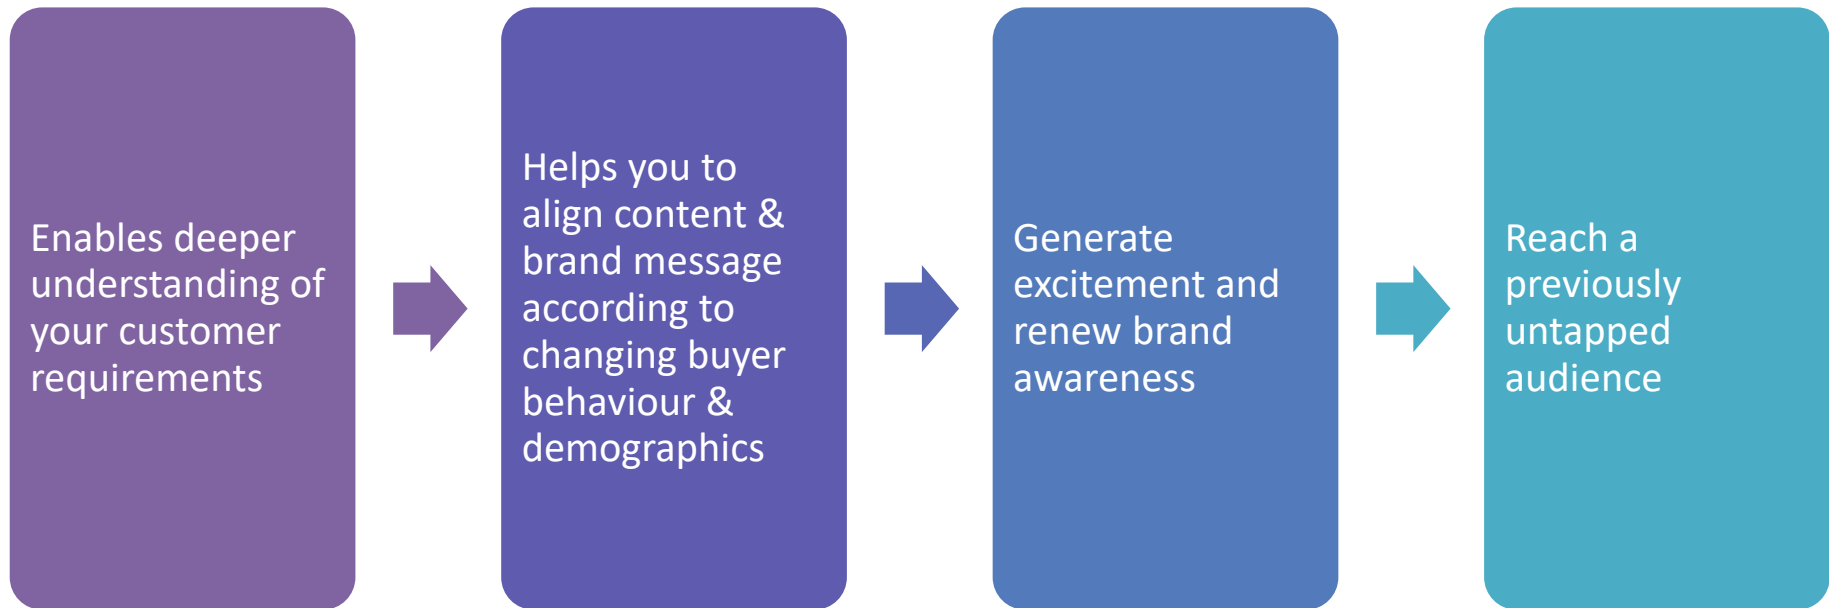 Enables deeper
understanding of
your customer
requirements
Helps you to
align content &
brand message
according to
changing buyer
behaviour &
demographics
Generate
excitement and
renew brand
awareness
Reach a
previously
untapped
audience